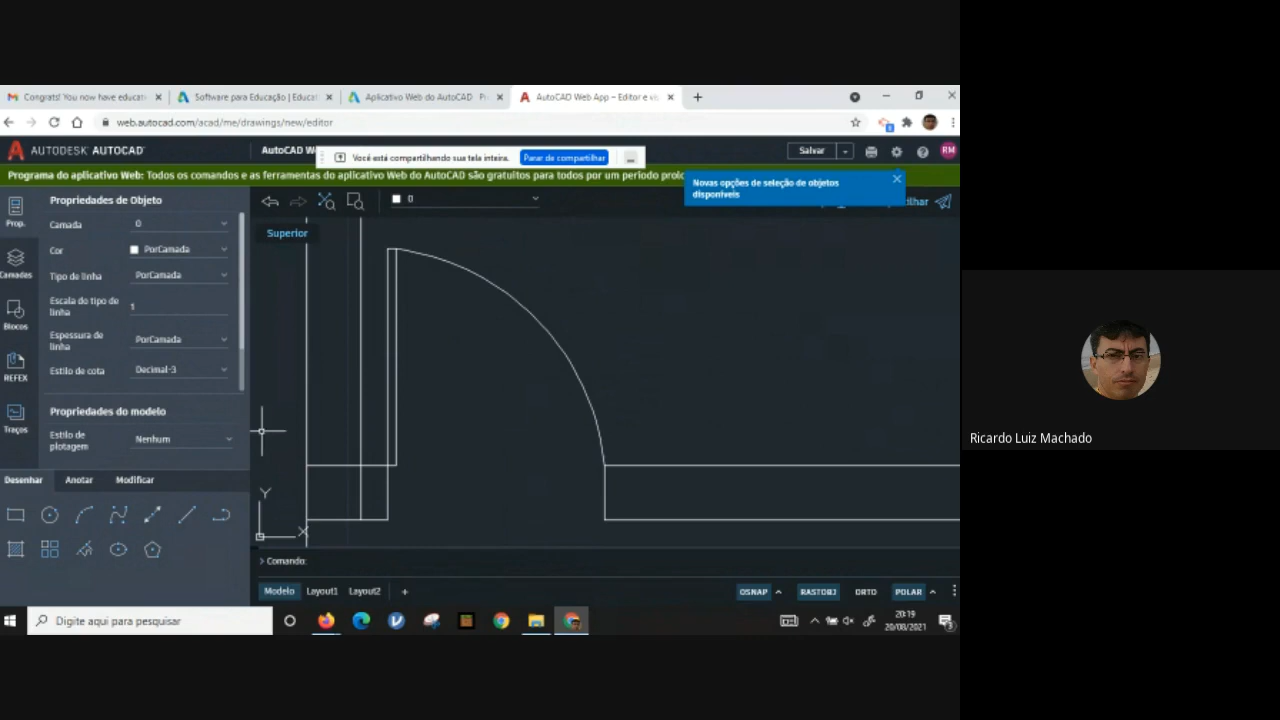 Congrats! You now have educat
Software para Educação | Educat
Aplicativo Web do AutoCAD
AutoCAD Web App – Editor e vi
web.autocad.com/acad/me/drawings/new/editor
AUTODESK AUTOCAD
AutoCAD W
Você está compartilhando sua tela inteira.
Parar de compartilhar
Salvar
RM
Programa do aplicativo Web: Todos os comandos e as ferramentas do aplicativo Web do AutoCAD são gratuitos para todos por um período prolo
Novas opções de seleção de objetos
disponíveis
ilhar
Prop.
Camadas
Blocos
REFEX
Traços
Propriedades de Objeto
Camada 0
Cor PorCamada
Tipo de linha PorCamada
Escala do tipo de
linha 1
Espessura de
linha PorCamada
Estilo de cota Decimal-3
Propriedades do modelo
Estilo de
plotagem Nenhum
Desenhar Anotar Modificar
0
Superior
Y
X
> Comando:
Modelo Layout1 Layout2 +
OSNAP RASTOBJ ORTO POLAR
Digite aqui para pesquisar
20:19
20/08/2021
Ricardo Luiz Machado